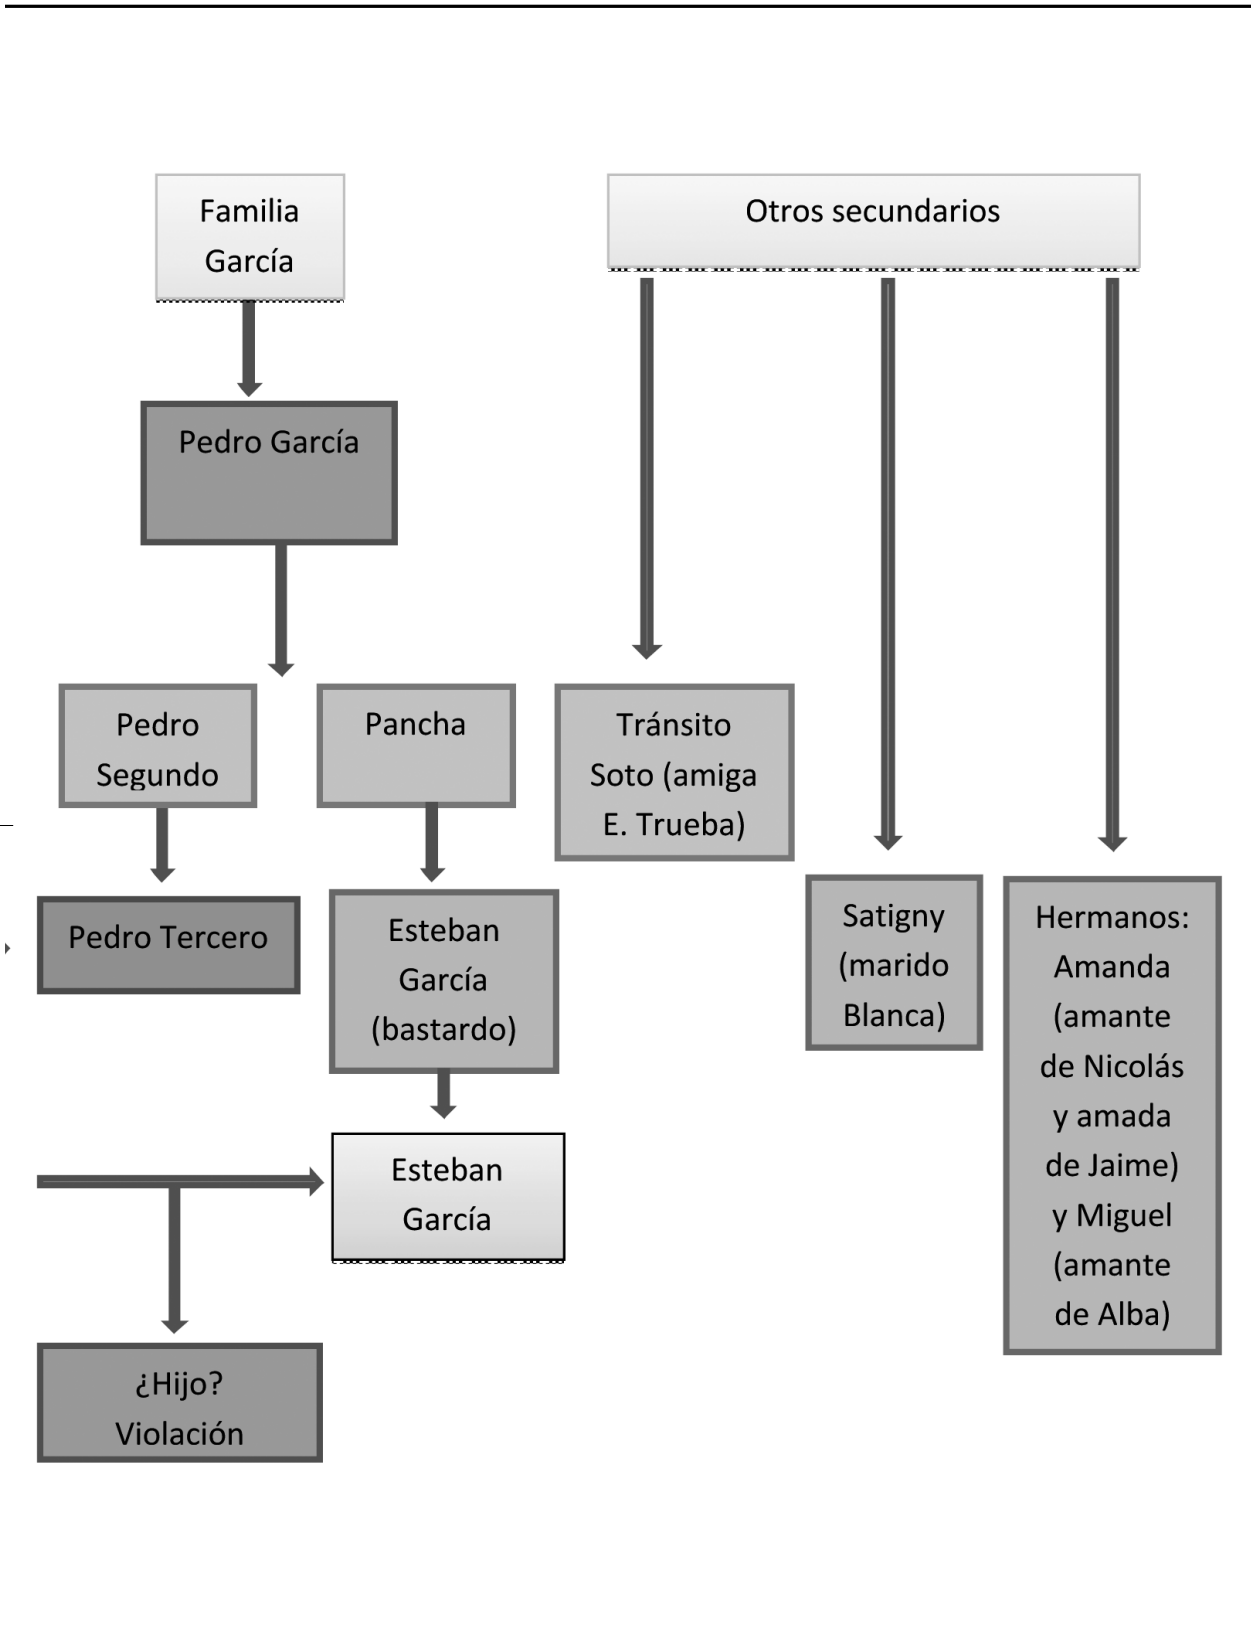 Familia
García
Otros secundarios
Pedro García
Pedro
Segundo
Pancha
Tránsito
Soto (amiga
E. Trueba)
Pedro Tercero
Esteban
García
(bastardo)
Satigny
(marido
Blanca)
Hermanos:
Amanda
(amante
de Nicolás
y amada
de Jaime)
y Miguel
(amante
de Alba)
Esteban
García
¿Hijo?
Violación